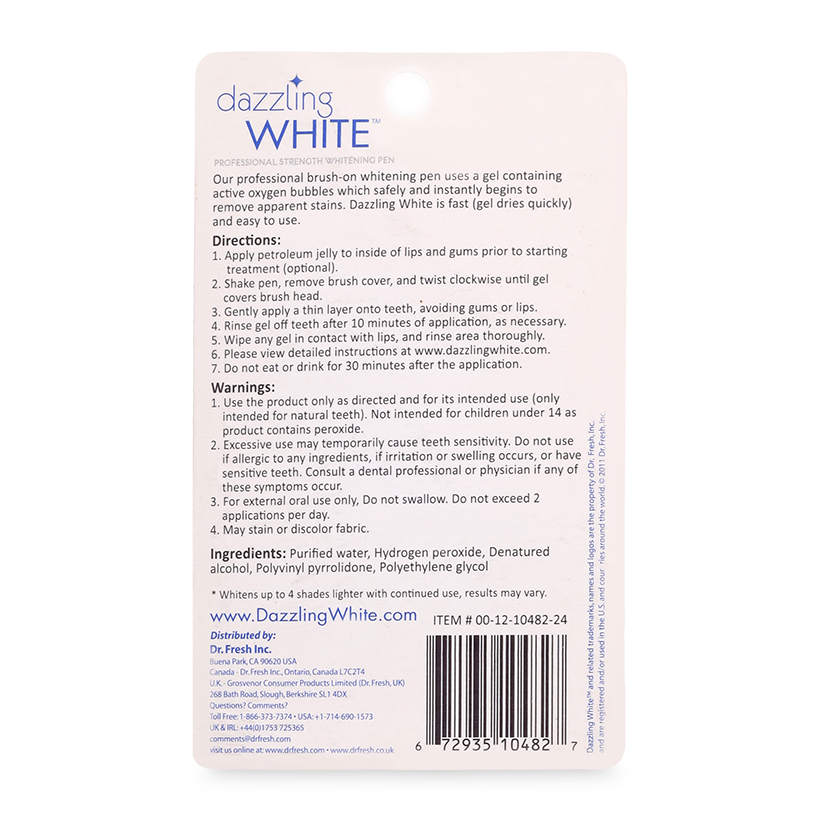 dazzling
WHITE™
PROFESSIONAL STRENGTH WHITENING PEN
Our professional brush-on whitening pen uses a gel containing
active oxygen bubbles which safely and instantly begins to
remove apparent stains. Dazzling White is fast (gel dries quickly)
and easy to use.
Directions:
1. Apply petroleum jelly to inside of lips and gums prior to starting
treatment (optional).
2. Shake pen, remove brush cover, and twist clockwise until gel
covers brush head.
3. Gently apply a thin layer onto teeth, avoiding gums or lips.
4. Rinse gel off teeth after 10 minutes of application, as necessary.
5. Wipe any gel in contact with lips, and rinse area thoroughly.
6. Please view detailed instructions at www.dazzlingwhite.com.
7. Do not eat or drink for 30 minutes after the application.
Warnings:
1. Use the product only as directed and for its intended use (only
intended for natural teeth). Not intended for children under 14 as
product contains peroxide.
2. Excessive use may temporarily cause teeth sensitivity. Do not use
if allergic to any ingredients, if irritation or swelling occurs, or have
sensitive teeth. Consult a dental professional or physician if any of
these symptoms occur.
3. For external oral use only, Do not swallow. Do not exceed 2
applications per day.
4. May stain or discolor fabric.
Ingredients: Purified water, Hydrogen peroxide, Denatured
alcohol, Polyvinyl pyrrolidone, Polyethylene glycol
* Whitens up to 4 shades lighter with continued use, results may vary.
www.DazzlingWhite.com
ITEM # 00-12-10482-24
Distributed by:
Dr. Fresh Inc.
Buena Park, CA 90620 USA
Canada - Dr. Fresh Inc., Ontario, Canada L7C2T4
U.K. - Grosvenor Consumer Products Limited (Dr. Fresh, UK)
268 Bath Road, Slough, Berkshire SL1 4DX
Questions? Comments?
Toll Free: 1-866-373-7374 • USA: +1-714-690-1573
UK & IRL: +44(0)1753 725365
comments@drfresh.com
visit us online at: www.drfresh.com • www.drfresh.co.uk
6 72935 10482 7
Dazzling White™ and related trademarks, names and logos are the property of Dr. Fresh, Inc.
and are registered and/or used in the U.S. and cour ries around the world. © 2011 Dr. Fresh, Inc.